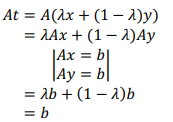 At = A(λx + (1 − λ)y)
= λAx + (1 − λ)Ay
|Ax = b|
|Ay = b|
= λb + (1 − λ)b
= b